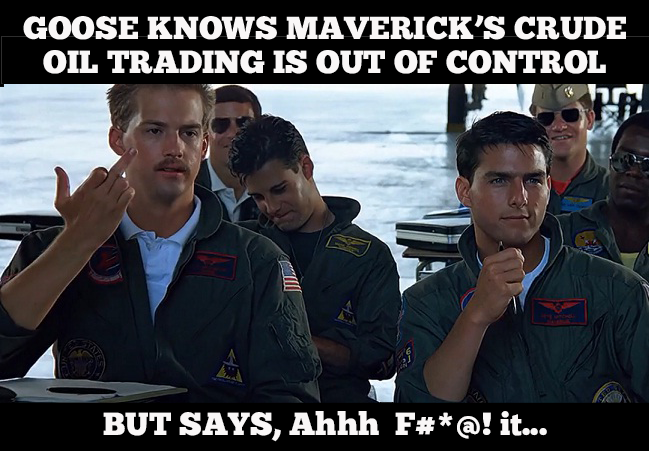 GOOSE KNOWS MAVERICK'S CRUDE
OIL TRADING IS OUT OF CONTROL
BUT SAYS, Ahhh F#*@! it...